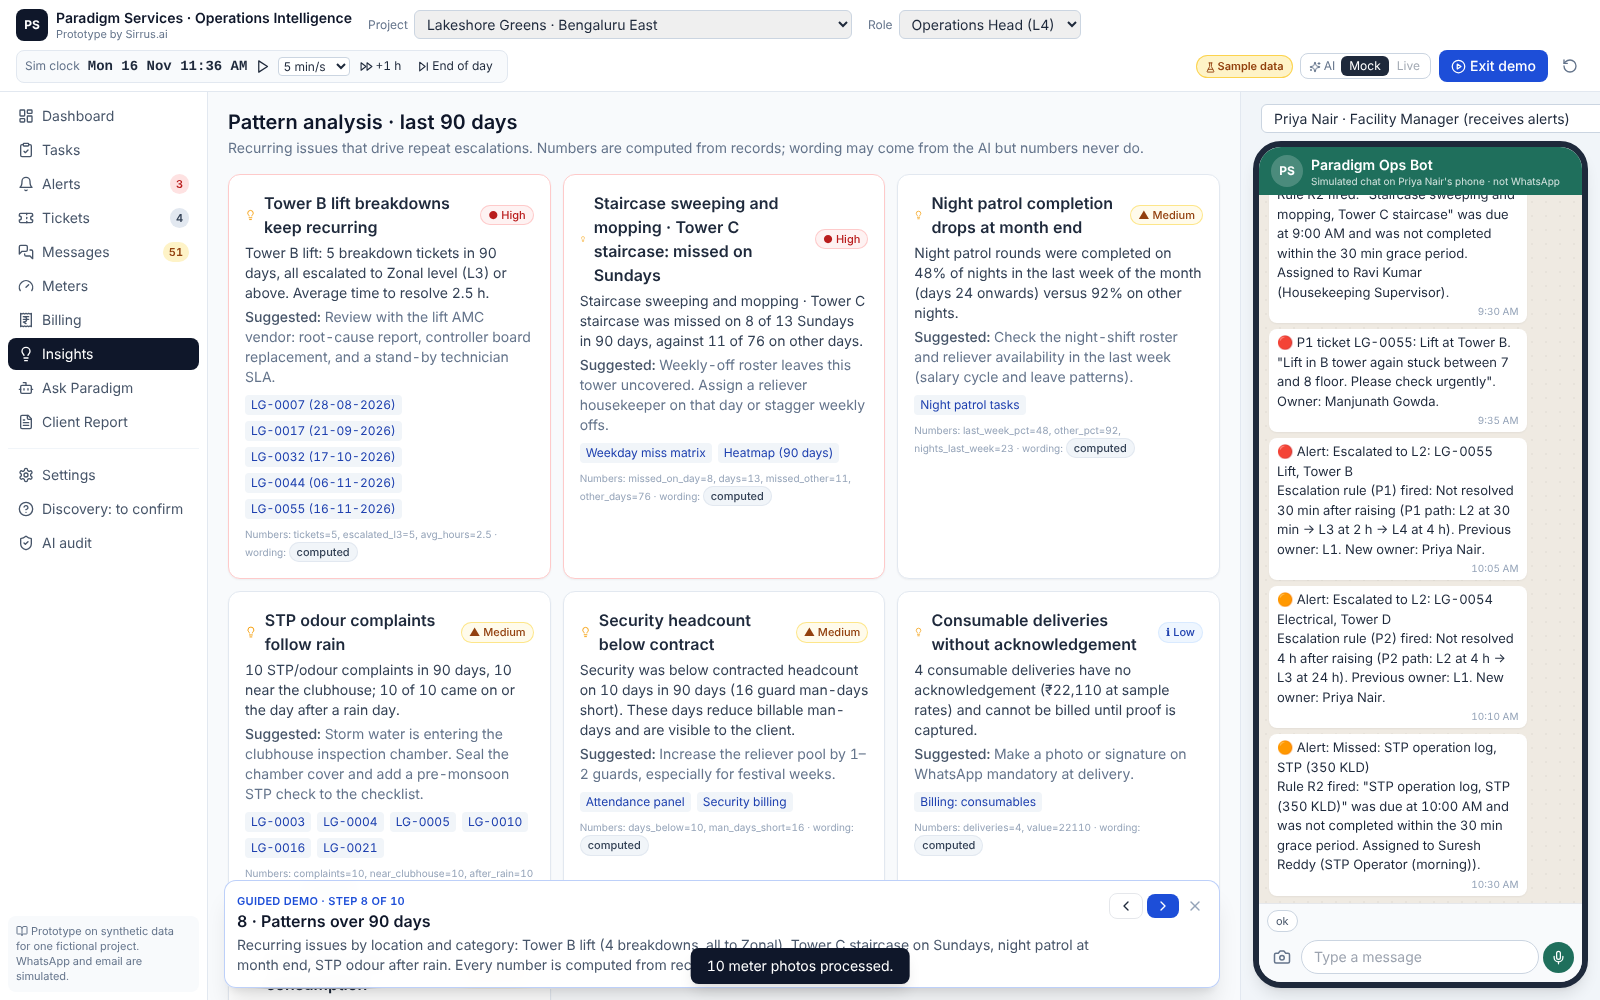 PS
Paradigm Services · Operations Intelligence
Prototype by Sirrus.ai
Project
Lakeshore Greens · Bengaluru East
Role
Operations Head (L4)
Sim clock
Mon 16 Nov 11:36 AM
5 min/s
+1 h
End of day
Sample data
AI
Mock
Live
Exit demo
Dashboard
Tasks
Alerts
3
Tickets
4
Messages
51
Meters
Billing
Insights
Ask Paradigm
Client Report
Settings
Discovery: to confirm
AI audit
Prototype on synthetic data
for one fictional project.
WhatsApp and email are
simulated.
Pattern analysis · last 90 days
Recurring issues that drive repeat escalations. Numbers are computed from records; wording may come from the AI but numbers never do.
Tower B lift breakdowns
keep recurring
High
Tower B lift: 5 breakdown tickets in 90
days, all escalated to Zonal level (L3) or
above. Average time to resolve 2.5 h.
Suggested: Review with the lift AMC
vendor: root-cause report, controller board
replacement, and a stand-by technician
SLA.
LG-0007 (28-08-2026)
LG-0017 (21-09-2026)
LG-0032 (17-10-2026)
LG-0044 (06-11-2026)
LG-0055 (16-11-2026)
Numbers: tickets=5, escalated_l3=5, avg_hours=2.5 ·
wording: computed
Staircase sweeping and
mopping · Tower C
staircase: missed on
Sundays
High
Staircase sweeping and mopping · Tower C
staircase was missed on 8 of 13 Sundays
in 90 days, against 11 of 76 on other days.
Suggested: Weekly-off roster leaves this
tower uncovered. Assign a reliever
housekeeper on that day or stagger weekly
offs.
Weekday miss matrix
Heatmap (90 days)
Numbers: missed_on_day=8, days=13, missed_other=11,
other_days=76 · wording: computed
Night patrol completion
drops at month end
Medium
Night patrol rounds were completed on
48% of nights in the last week of the month
(days 24 onwards) versus 92% on other
nights.
Suggested: Check the night-shift roster
and reliever availability in the last week
(salary cycle and leave patterns).
Night patrol tasks
Numbers: last_week_pct=48, other_pct=92,
nights_last_week=23 · wording: computed
STP odour complaints
follow rain
Medium
10 STP/odour complaints in 90 days, 10
near the clubhouse; 10 of 10 came on or
the day after a rain day.
Suggested: Storm water is entering the
clubhouse inspection chamber. Seal the
chamber cover and add a pre-monsoon
STP check to the checklist.
LG-0003
LG-0004
LG-0005
LG-0010
LG-0016
LG-0021
Numbers: complaints=10, near_clubhouse=10, after_rain=10
Security headcount
below contract
Medium
Security was below contracted headcount
on 10 days in 90 days (16 guard man-days
short). These days reduce billable man-
days and are visible to the client.
Suggested: Increase the reliever pool by 1–
2 guards, especially for festival weeks.
Attendance panel
Security billing
Numbers: days_below=10, man_days_short=16 · wording:
computed
Consumable deliveries
without acknowledgement
Low
4 consumable deliveries have no
acknowledgement (₹22,110 at sample
rates) and cannot be billed until proof is
captured.
Suggested: Make a photo or signature on
WhatsApp mandatory at delivery.
Billing: consumables
Numbers: deliveries=4, value=22110 · wording:
computed
GUIDED DEMO · STEP 8 OF 10
8 · Patterns over 90 days
Recurring issues by location and category: Tower B lift (4 breakdowns, all to Zonal), Tower C staircase on Sundays, night patrol at
month end, STP odour after rain. Every number is computed from rec
10 meter photos processed.
Priya Nair · Facility Manager (receives alerts)
PS
Paradigm Ops Bot
Simulated chat on Priya Nair's phone · not WhatsApp
Rule R2 fired: "Staircase sweeping and
mopping, Tower C staircase" was due
at 9:00 AM and was not completed
within the 30 min grace period.
Assigned to Ravi Kumar
(Housekeeping Supervisor).
9:30 AM
P1 ticket LG-0055: Lift at Tower B.
"Lift in B tower again stuck between 7
and 8 floor. Please check urgently".
Owner: Manjunath Gowda.
9:35 AM
Alert: Escalated to L2: LG-0055
Lift, Tower B
Escalation rule (P1) fired: Not resolved
30 min after raising (P1 path: L2 at 30
min → L3 at 2 h → L4 at 4 h). Previous
owner: L1. New owner: Priya Nair.
10:05 AM
Alert: Escalated to L2: LG-0054
Electrical, Tower D
Escalation rule (P2) fired: Not resolved
4 h after raising (P2 path: L2 at 4 h →
L3 at 24 h). Previous owner: L1. New
owner: Priya Nair.
10:10 AM
Alert: Missed: STP operation log,
STP (350 KLD)
Rule R2 fired: "STP operation log, STP
(350 KLD)" was due at 10:00 AM and
was not completed within the 30 min
grace period. Assigned to Suresh
Reddy (STP Operator (morning)).
10:30 AM
ok
Type a message